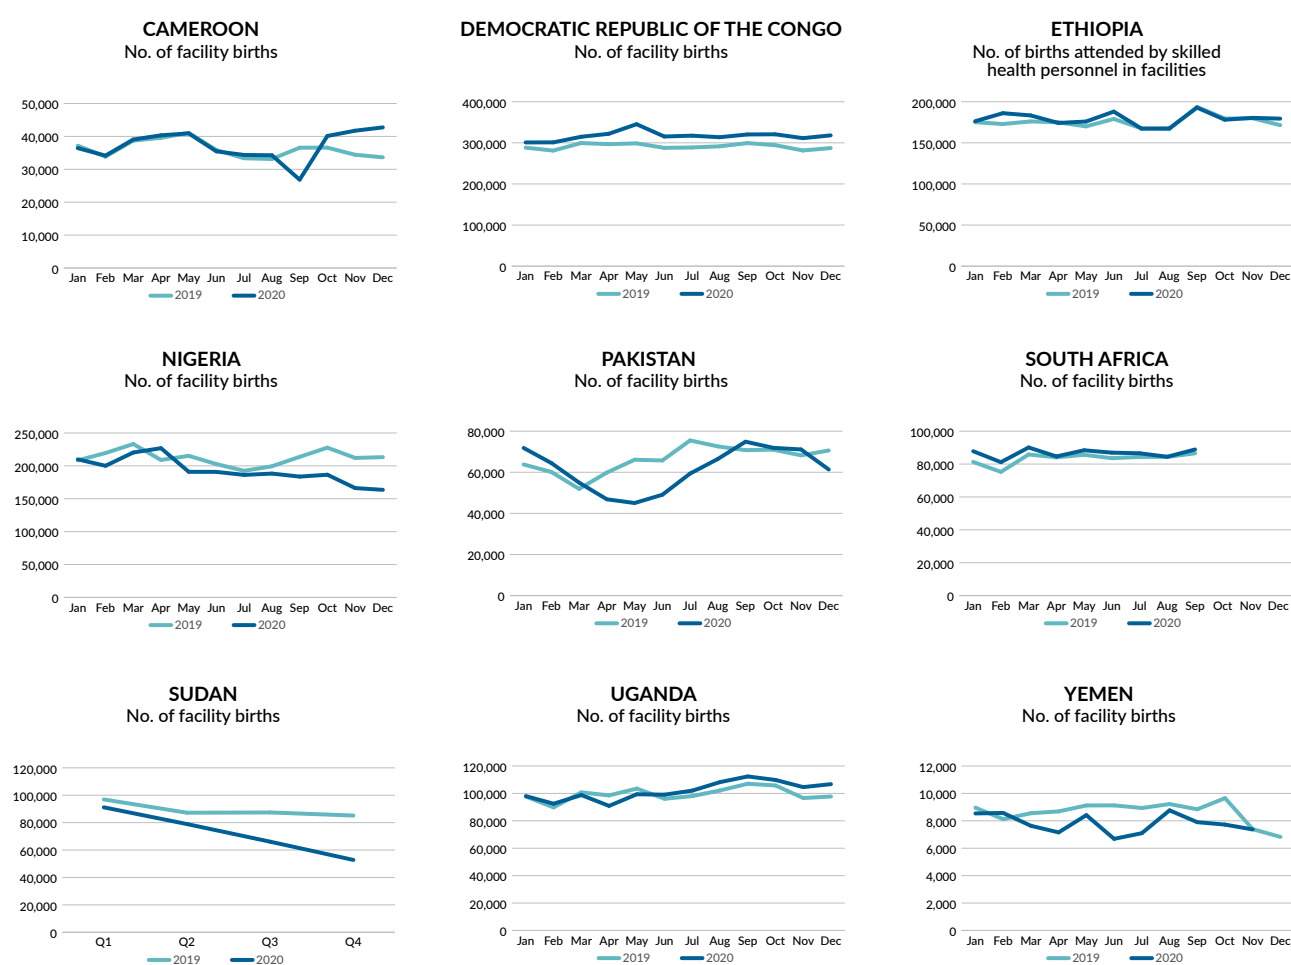 CAMEROON
No. of facility births
50,000
40,000
30,000
20,000
10,000
0
Jan Feb Mar Apr May Jun Jul Aug Sep Oct Nov Dec
2019 2020
DEMOCRATIC REPUBLIC OF THE CONGO
No. of facility births
400,000
300,000
200,000
100,000
0
Jan Feb Mar Apr May Jun Jul Aug Sep Oct Nov Dec
2019 2020
ETHIOPIA
No. of births attended by skilled
health personnel in facilities
200,000
150,000
100,000
50,000
0
Jan Feb Mar Apr May Jun Jul Aug Sep Oct Nov Dec
2019 2020
NIGERIA
No. of facility births
250,000
200,000
150,000
100,000
50,000
0
Jan Feb Mar Apr May Jun Jul Aug Sep Oct Nov Dec
2019 2020
PAKISTAN
No. of facility births
80,000
60,000
40,000
20,000
0
Jan Feb Mar Apr May Jun Jul Aug Sep Oct Nov Dec
2019 2020
SOUTH AFRICA
No. of facility births
100,000
80,000
60,000
40,000
20,000
0
Jan Feb Mar Apr May Jun Jul Aug Sep Oct Nov Dec
2019 2020
SUDAN
No. of facility births
120,000
100,000
80,000
60,000
40,000
20,000
0
Q1 Q2 Q3 Q4
2019 2020
UGANDA
No. of facility births
120,000
100,000
80,000
60,000
40,000
20,000
0
Jan Feb Mar Apr May Jun Jul Aug Sep Oct Nov Dec
2019 2020
YEMEN
No. of facility births
12,000
10,000
8,000
6,000
4,000
2,000
0
Jan Feb Mar Apr May Jun Jul Aug Sep Oct Nov Dec
2019 2020